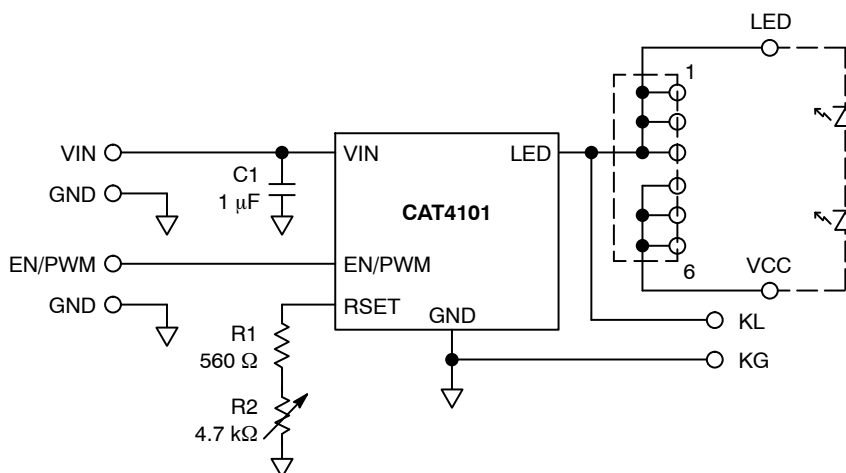 LED
1
VIN
VIN
LED
C1
1 μF
GND
CAT4101
EN/PWM
EN/PWM
6
VCC
GND
RSET
GND
KL
R1
560 Ω
KG
R2
4.7 kΩ